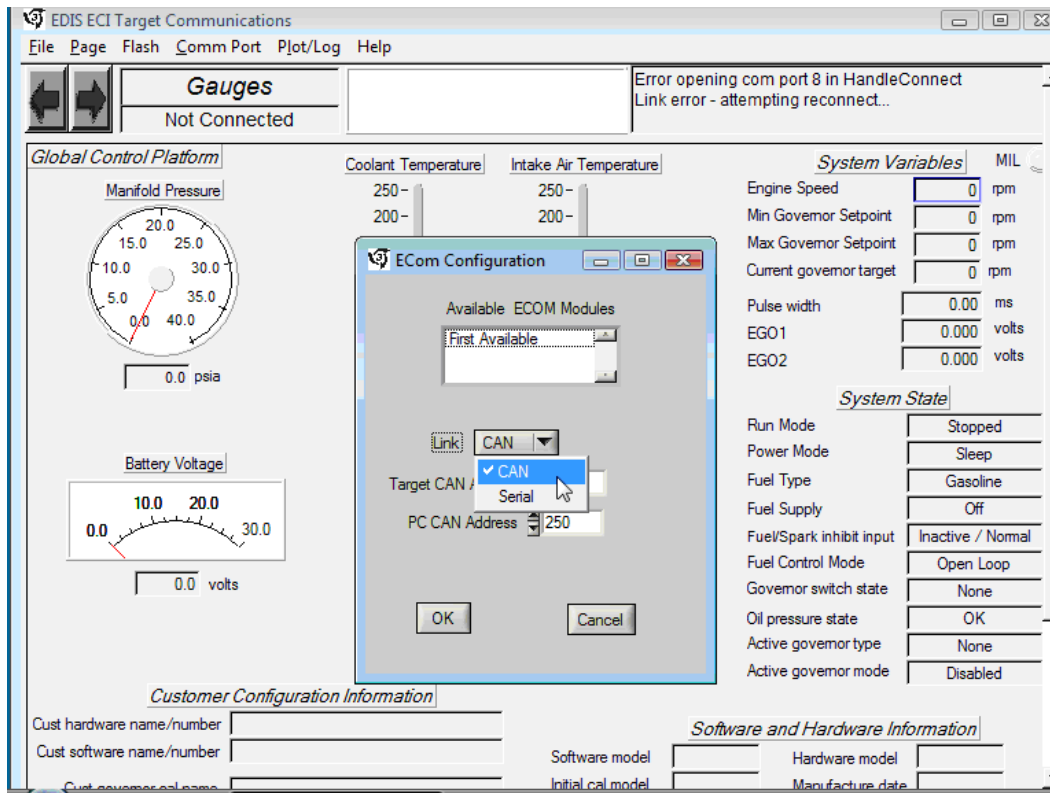 EDIS ECI Target Communications
File Page Flash Comm Port Plot/Log Help
Gauges
Not Connected
Error opening com port 8 in HandleConnect
Link error - attempting reconnect...
Global Control Platform
Manifold Pressure
20.0
15.0 25.0
10.0 30.0
5.0 35.0
0.0 40.0
0.0 psia
Battery Voltage
10.0 20.0
0.0 30.0
0.0 volts
Coolant Temperature
250
200
Intake Air Temperature
250
200
ECom Configuration
Available ECOM Modules
First Available
Link CAN
CAN
Serial
Target CAN
PC CAN Address 250
OK Cancel
System Variables MIL
Engine Speed 0 rpm
Min Governor Setpoint 0 rpm
Max Governor Setpoint 0 rpm
Current governor target 0 rpm
Pulse width 0.00 ms
EGO1 0.000 volts
EGO2 0.000 volts
System State
Run Mode Stopped
Power Mode Sleep
Fuel Type Gasoline
Fuel Supply Off
Fuel/Spark inhibit input Inactive / Normal
Fuel Control Mode Open Loop
Governor switch state None
Oil pressure state OK
Active governor type None
Active governor mode Disabled
Customer Configuration Information
Cust hardware name/number
Cust software name/number
Cust governor cal name
Software and Hardware Information
Software model Hardware model
Initial cal model Manufacture date